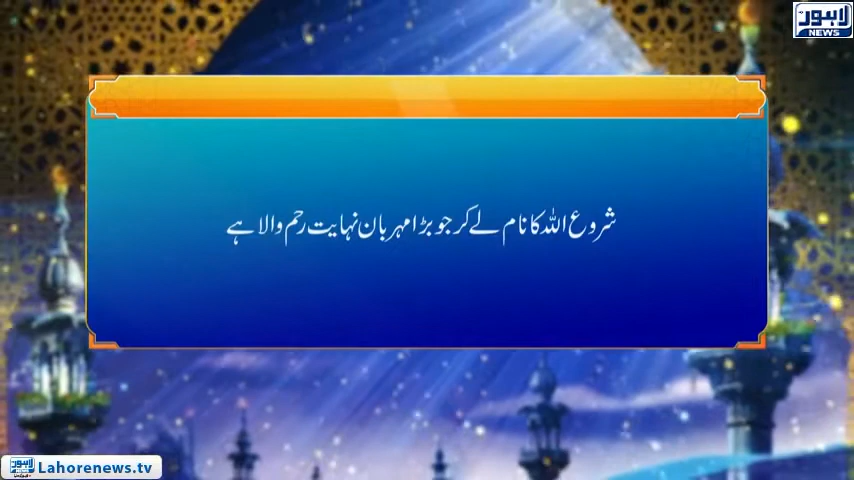 لاہور
NEWS
شروع اللہ کا نام لے کر جو بڑا مہربان نہایت رحم والا ہے
Lahorenews.tv